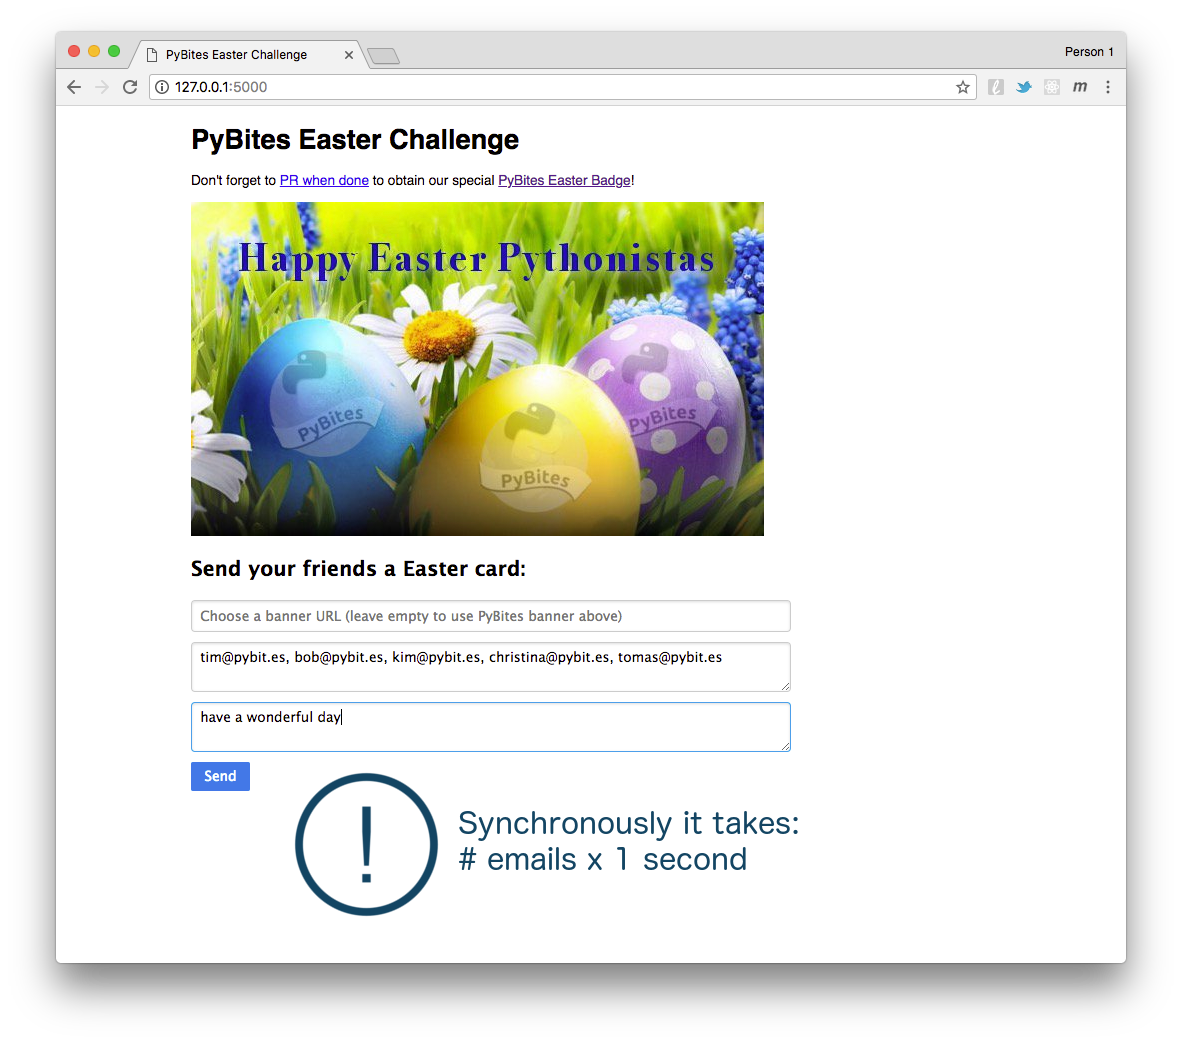 PyBites Easter Challenge
Person 1
127.0.0.1:5000
m
PyBites Easter Challenge
Don't forget to PR when done to obtain our special PyBites Easter Badge!
Happy Easter Pythonistas
PyBites
PyBites
PyBites
Send your friends a Easter card:
Choose a banner URL (leave empty to use PyBites banner above)
tim@pybit.es, bob@pybit.es, kim@pybit.es, christina@pybit.es, tomas@pybit.es
have a wonderful day
Send
!
Synchronously it takes:
# emails x 1 second